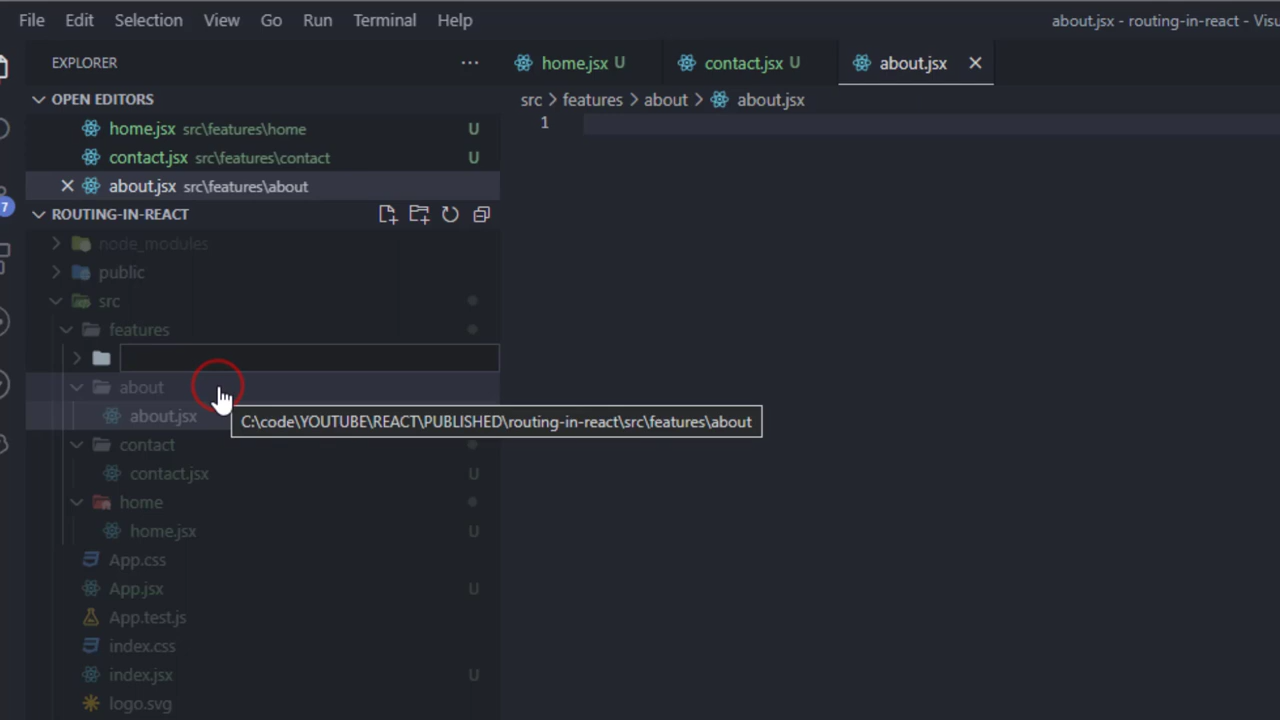 File Edit Selection View Go Run Terminal Help
about.jsx - routing-in-react - Visu
EXPLORER
home.jsx U
contact.jsx U
about.jsx
OPEN EDITORS
home.jsx src\features\home U
contact.jsx src\features\contact U
about.jsx src\features\about
src > features > about > about.jsx
1
7
ROUTING-IN-REACT
node_modules
public
src
features
about
about.jsx
C:\code\YOUTUBE\REACT\PUBLISHED\routing-in-react\src\features\about
contact
contact.jsx U
home
home.jsx U
App.css
App.jsx U
App.test.js
index.css
index.jsx U
logo.svg